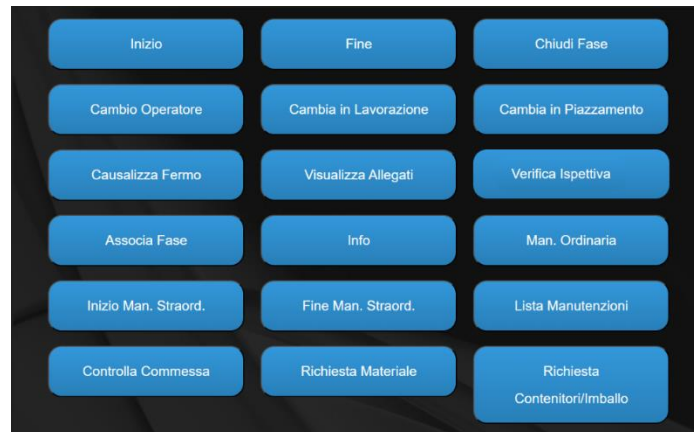 Inizio
Fine
Chiudi Fase
Cambio Operatore
Cambia in Lavorazione
Cambia in Piazzamento
Causalizza Fermo
Visualizza Allegati
Verifica Ispettiva
Associa Fase
Info
Man. Ordinaria
Inizio Man. Straord.
Fine Man. Straord.
Lista Manutenzioni
Controlla Commessa
Richiesta Materiale
Richiesta
Contenitori/Imballo